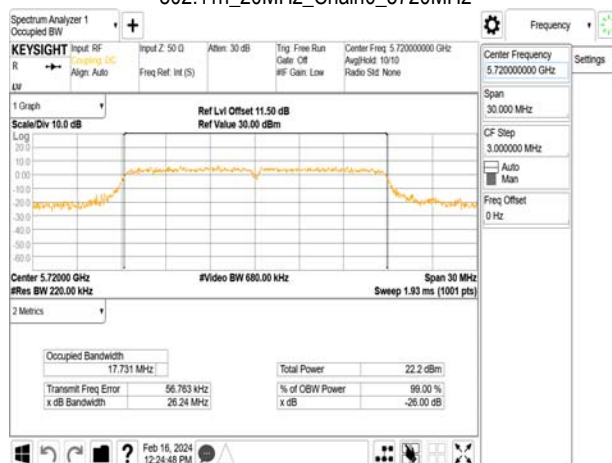 802.11n_20MHz_Chain0_5720MHz
Spectrum Analyzer 1
Occupied BW
+
Frequency
KEYSIGHT
Input: RF
Input Z: 50 Ω
Atten: 30 dB
Trig: Free Run
Center Freq: 5.720000000 GHz
R
Coupling: DC
Gate: Off
Avg|Hold: 10/10
Align: Auto
Freq Ref: Int (S)
#IF Gain: Low
Radio Std: None
Center Frequency
5.720000000 GHz
Settings
Span
30.000 MHz
CF Step
3.000000 MHz
Auto
Man
Freq Offset
0 Hz
1 Graph
Ref Lvl Offset 11.50 dB
Scale/Div 10.0 dB
Ref Value 30.00 dBm
Log
20.0
10.0
0.00
-10.0
-20.0
-30.0
-40.0
-50.0
-60.0
Center 5.72000 GHz
#Video BW 680.00 kHz
Span 30 MHz
#Res BW 220.00 kHz
Sweep 1.93 ms (1001 pts)
2 Metrics
Occupied Bandwidth
17.731 MHz
Total Power
22.2 dBm
Transmit Freq Error
56.763 kHz
% of OBW Power
99.00 %
x dB Bandwidth
26.24 MHz
x dB
-26.00 dB
?
Feb 16, 2024
12:24:48 PM